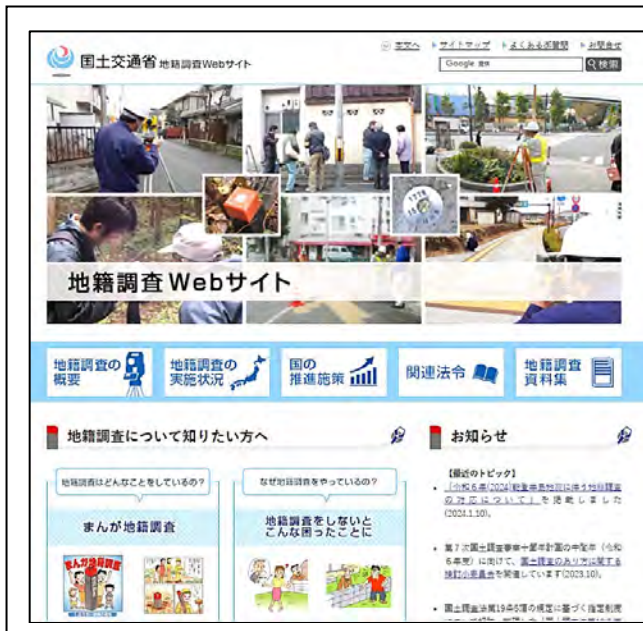 本文へ サイトマップ よくある質問 お問合せ
国土交通省 地籍調査Webサイト
Google 提供 検索
地籍調査 Webサイト
地籍調査の
概要
地籍調査の
実施状況
国の
推進施策
関連法令
地籍調査
資料集
地籍調査について知りたい方へ
地籍調査はどんなことをしているの?
まんが地籍調査
まんが地籍調査
なぜ地籍調査をやっているの?
地籍調査をしないと
こんな困ったことに
お知らせ
【最近のトピック】
「令和6年(2024)能登半島地震に伴う地籍調査
の対応について」を掲載しました
(2024.1.10)。
第7次国土調査事業十箇年計画の中間年(令和
6年度)に向けて、国土調査のあり方に関する
検討小委員会を開催しています(2023.10)。
国土調査法第19条5項の規定に基づく指定制度